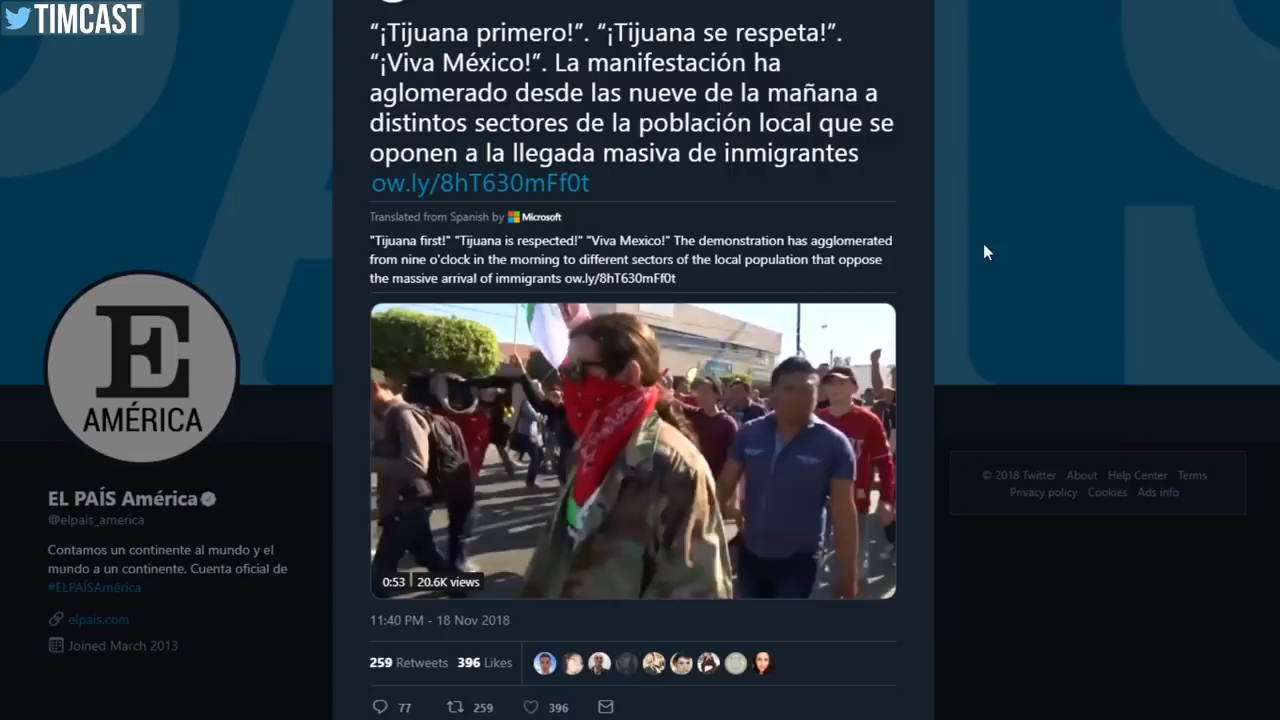 TIMCAST
“¡Tijuana primero!”. “¡Tijuana se respeta!”.
“¡Viva México!”. La manifestación ha
aglomerado desde las nueve de la mañana a
distintos sectores de la población local que se
oponen a la llegada masiva de inmigrantes
ow.ly/8hT630mFf0t
Translated from Spanish by Microsoft
"Tijuana first!" "Tijuana is respected!" "Viva Mexico!" The demonstration has agglomerated
from nine o'clock in the morning to different sectors of the local population that oppose
the massive arrival of immigrants ow.ly/8hT630mFf0t
0:53 20.6K views
11:40 PM - 18 Nov 2018
259 Retweets 396 Likes
77 259 396
E
AMÉRICA
EL PAÍS América
@elpais_america
Contamos un continente al mundo y el
mundo a un continente. Cuenta oficial de
#ELPAÍSAmérica
elpais.com
Joined March 2013
© 2018 Twitter About Help Center Terms
Privacy policy Cookies Ads info